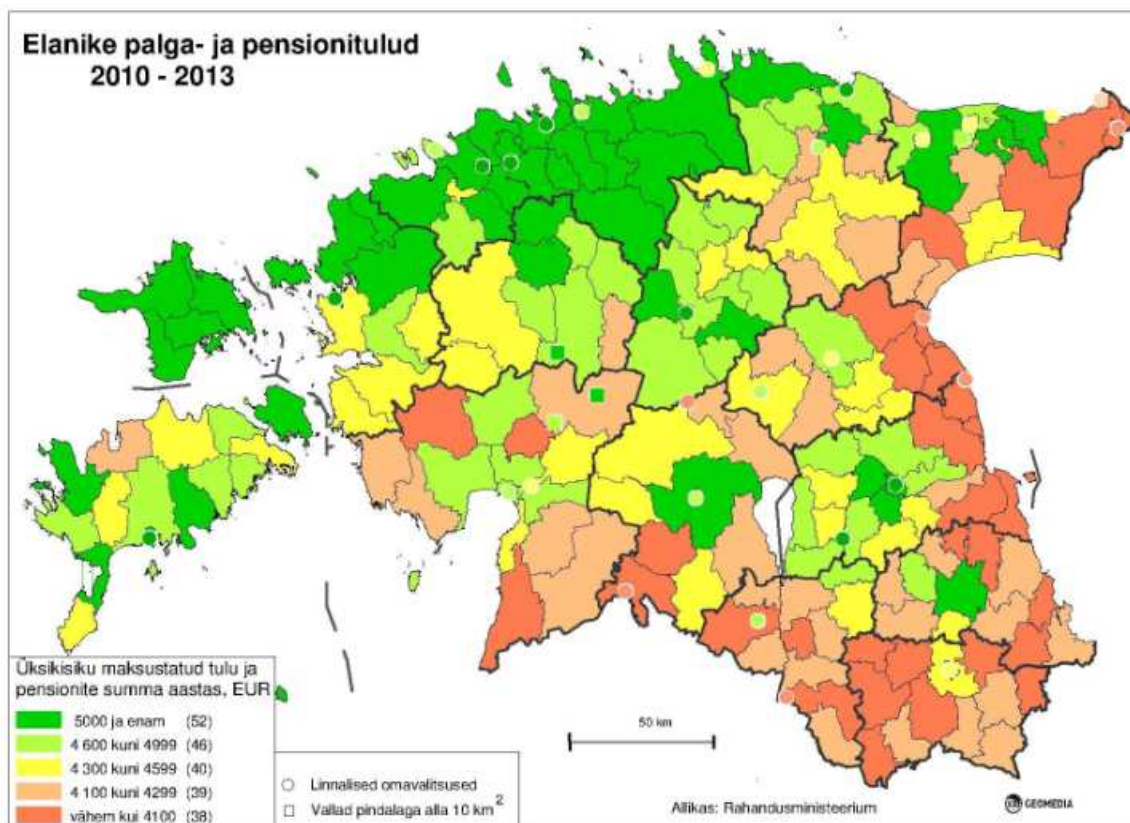 Elanike palga- ja pensionitulud
2010 - 2013
Üksikisiku maksustatud tulu ja
pensionite summa aastas, EUR
5000 ja enam (52)
4 600 kuni 4999 (46)
4 300 kuni 4599 (40)
4 100 kuni 4299 (39)
vähem kui 4100 (38)
50 km
Linnalised omavalitsused
Vallad pindalaga alla 10 km²
Allikas: Rahandusministeerium
GEOMEDIA